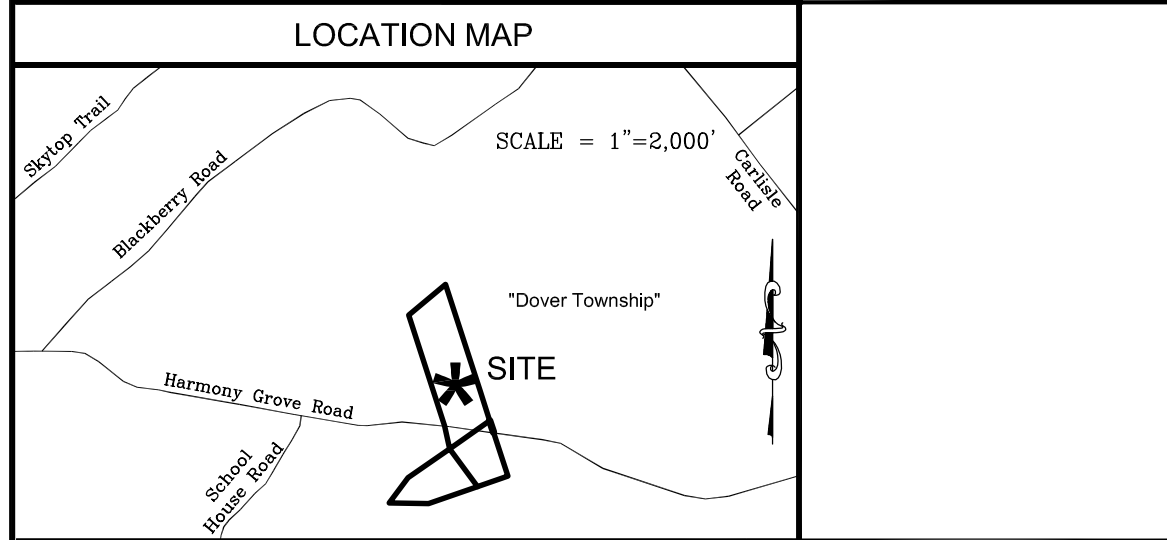 LOCATION MAP
Skytop Trail
Blackberry Road
SCALE = 1"=2,000'
Carlisle
Road
"Dover Township"
SITE
Harmony Grove Road
School
House Road